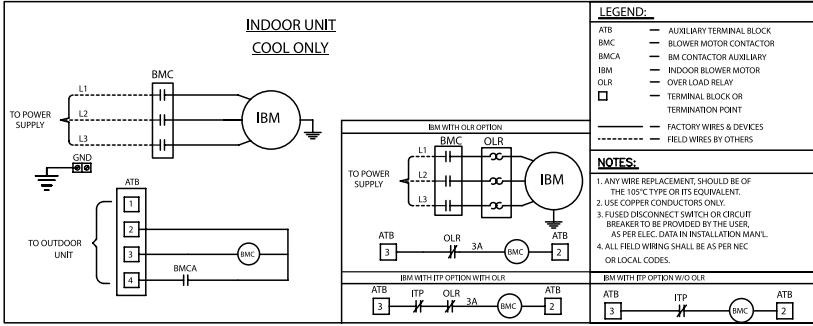 INDOOR UNIT
COOL ONLY
BMC
L1
L2
L3
TO POWER
SUPPLY
IBM
GND
ATB
1
2
3
4
TO OUTDOOR
UNIT
BMC
BMCA
IBM WITH OLR OPTION
BMC OLR
L1
L2
L3
TO POWER
SUPPLY
IBM
ATB OLR ATB
3 3A BMC 2
IBM WITH ITP OPTION WITH OLR
ATB ITP OLR ATB
3 3A BMC 2
LEGEND:
ATB — AUXILIARY TERMINAL BLOCK
BMC — BLOWER MOTOR CONTACTOR
BMCA — BM CONTACTOR AUXILIARY
IBM — INDOOR BLOWER MOTOR
OLR — OVER LOAD RELAY
— TERMINAL BLOCK OR
TERMINATION POINT
— FACTORY WIRES & DEVICES
— FIELD WIRES BY OTHERS
NOTES:
1. ANY WIRE REPLACEMENT, SHOULD BE OF
THE 105°C TYPE OR ITS EQUIVALENT.
2. USE COPPER CONDUCTORS ONLY.
3. FUSED DISCONNECT SWITCH OR CIRCUIT
BREAKER TO BE PROVIDED BY THE USER,
AS PER ELEC. DATA IN INSTALLATION MAN'L.
4. ALL FIELD WIRING SHALL BE AS PER NEC
OR LOCAL CODES.
IBM WITH ITP OPTION W/O OLR
ATB ITP ATB
3 BMC 2